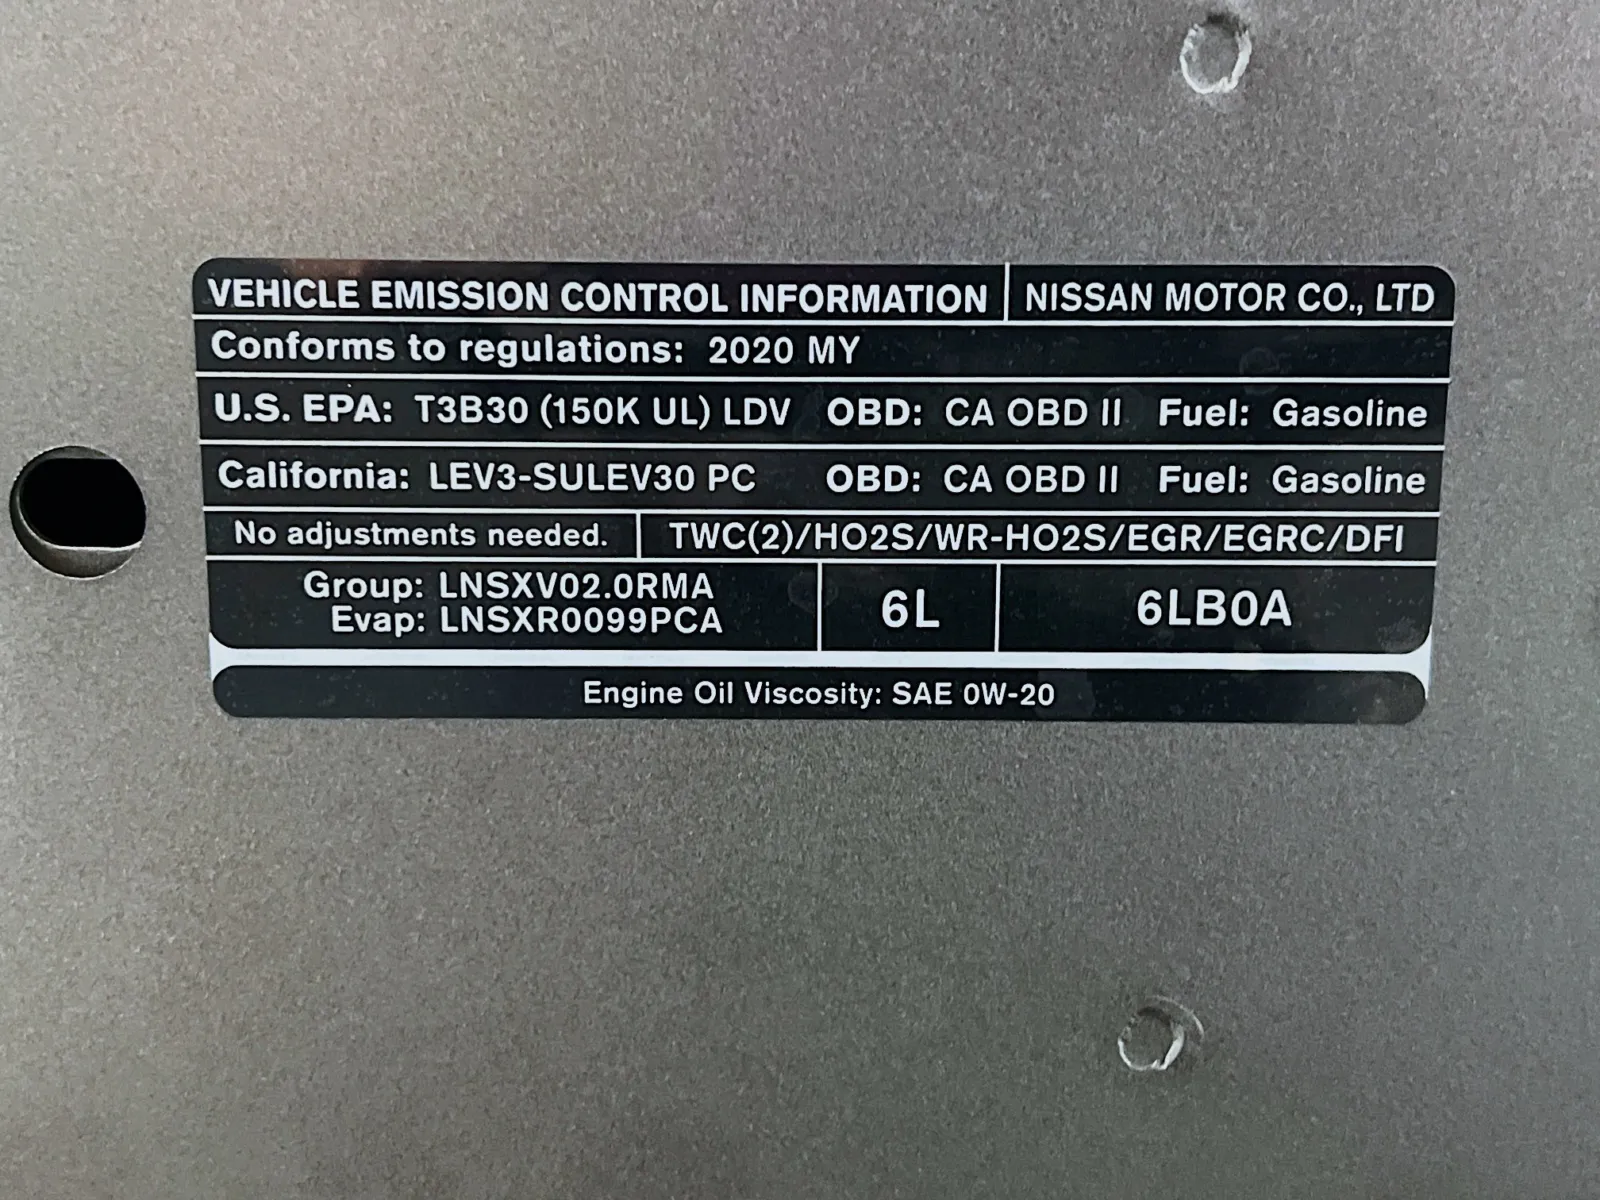 VEHICLE EMISSION CONTROL INFORMATION NISSAN MOTOR CO., LTD
Conforms to regulations: 2020 MY
U.S. EPA: T3B30 (150K UL) LDV OBD: CA OBD II Fuel: Gasoline
California: LEV3-SULEV30 PC OBD: CA OBD II Fuel: Gasoline
No adjustments needed. TWC(2)/HO2S/WR-HO2S/EGR/EGRC/DFI
Group: LNSXV02.0RMA
Evap: LNSXR0099PCA
6L
6LB0A
Engine Oil Viscosity: SAE 0W-20